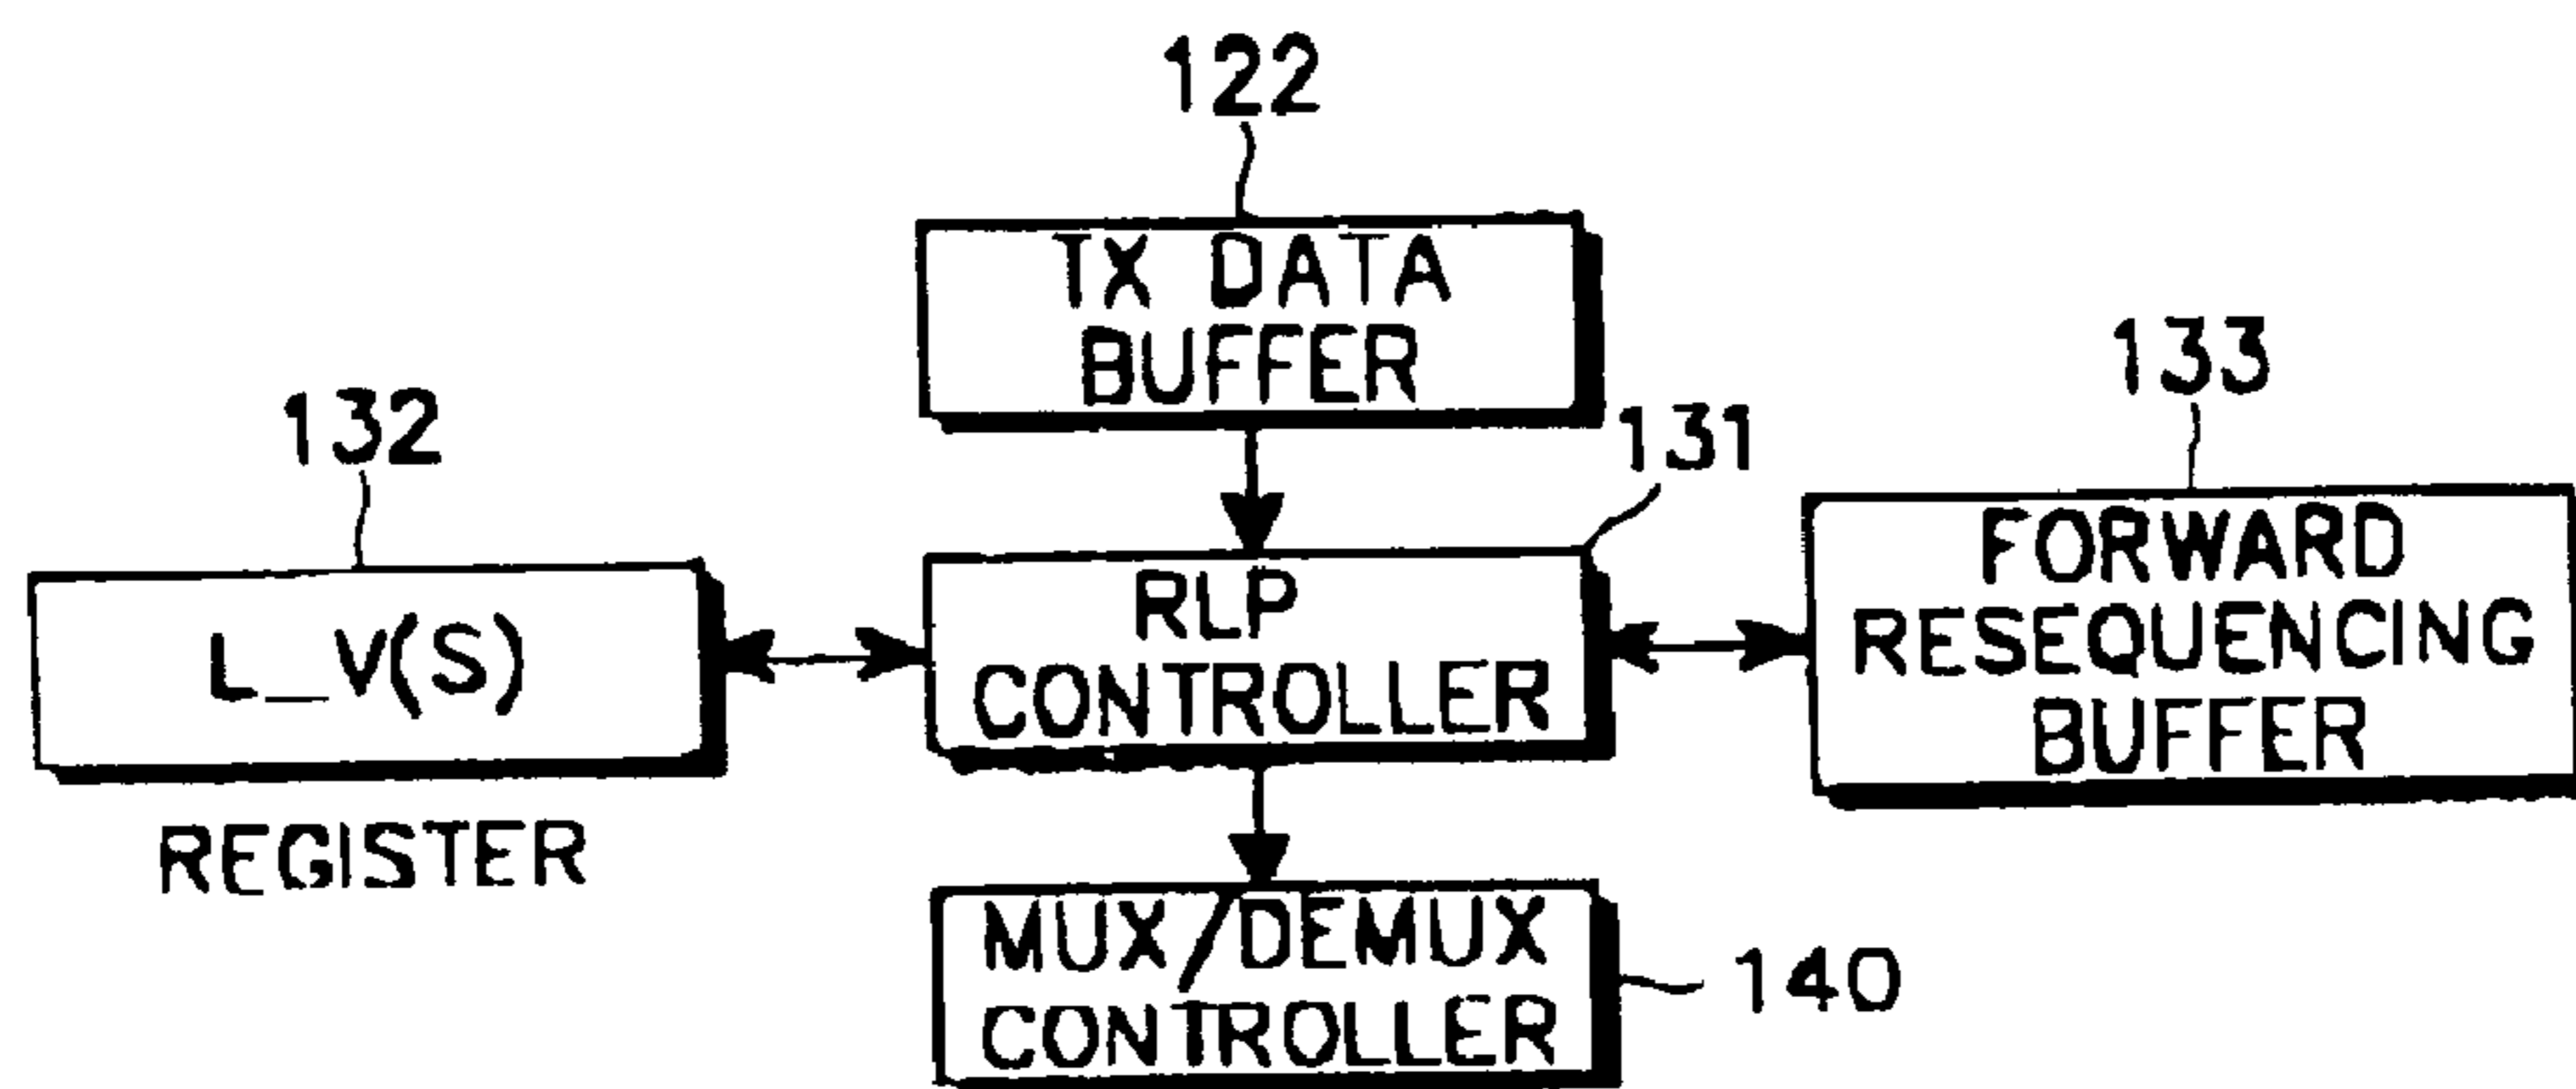 122
TX DATA
BUFFER
132
131
133
L_V(S)
RLP
CONTROLLER
FORWARD
RESEQUENCING
BUFFER
REGISTER
MUX/DEMUX
CONTROLLER
140